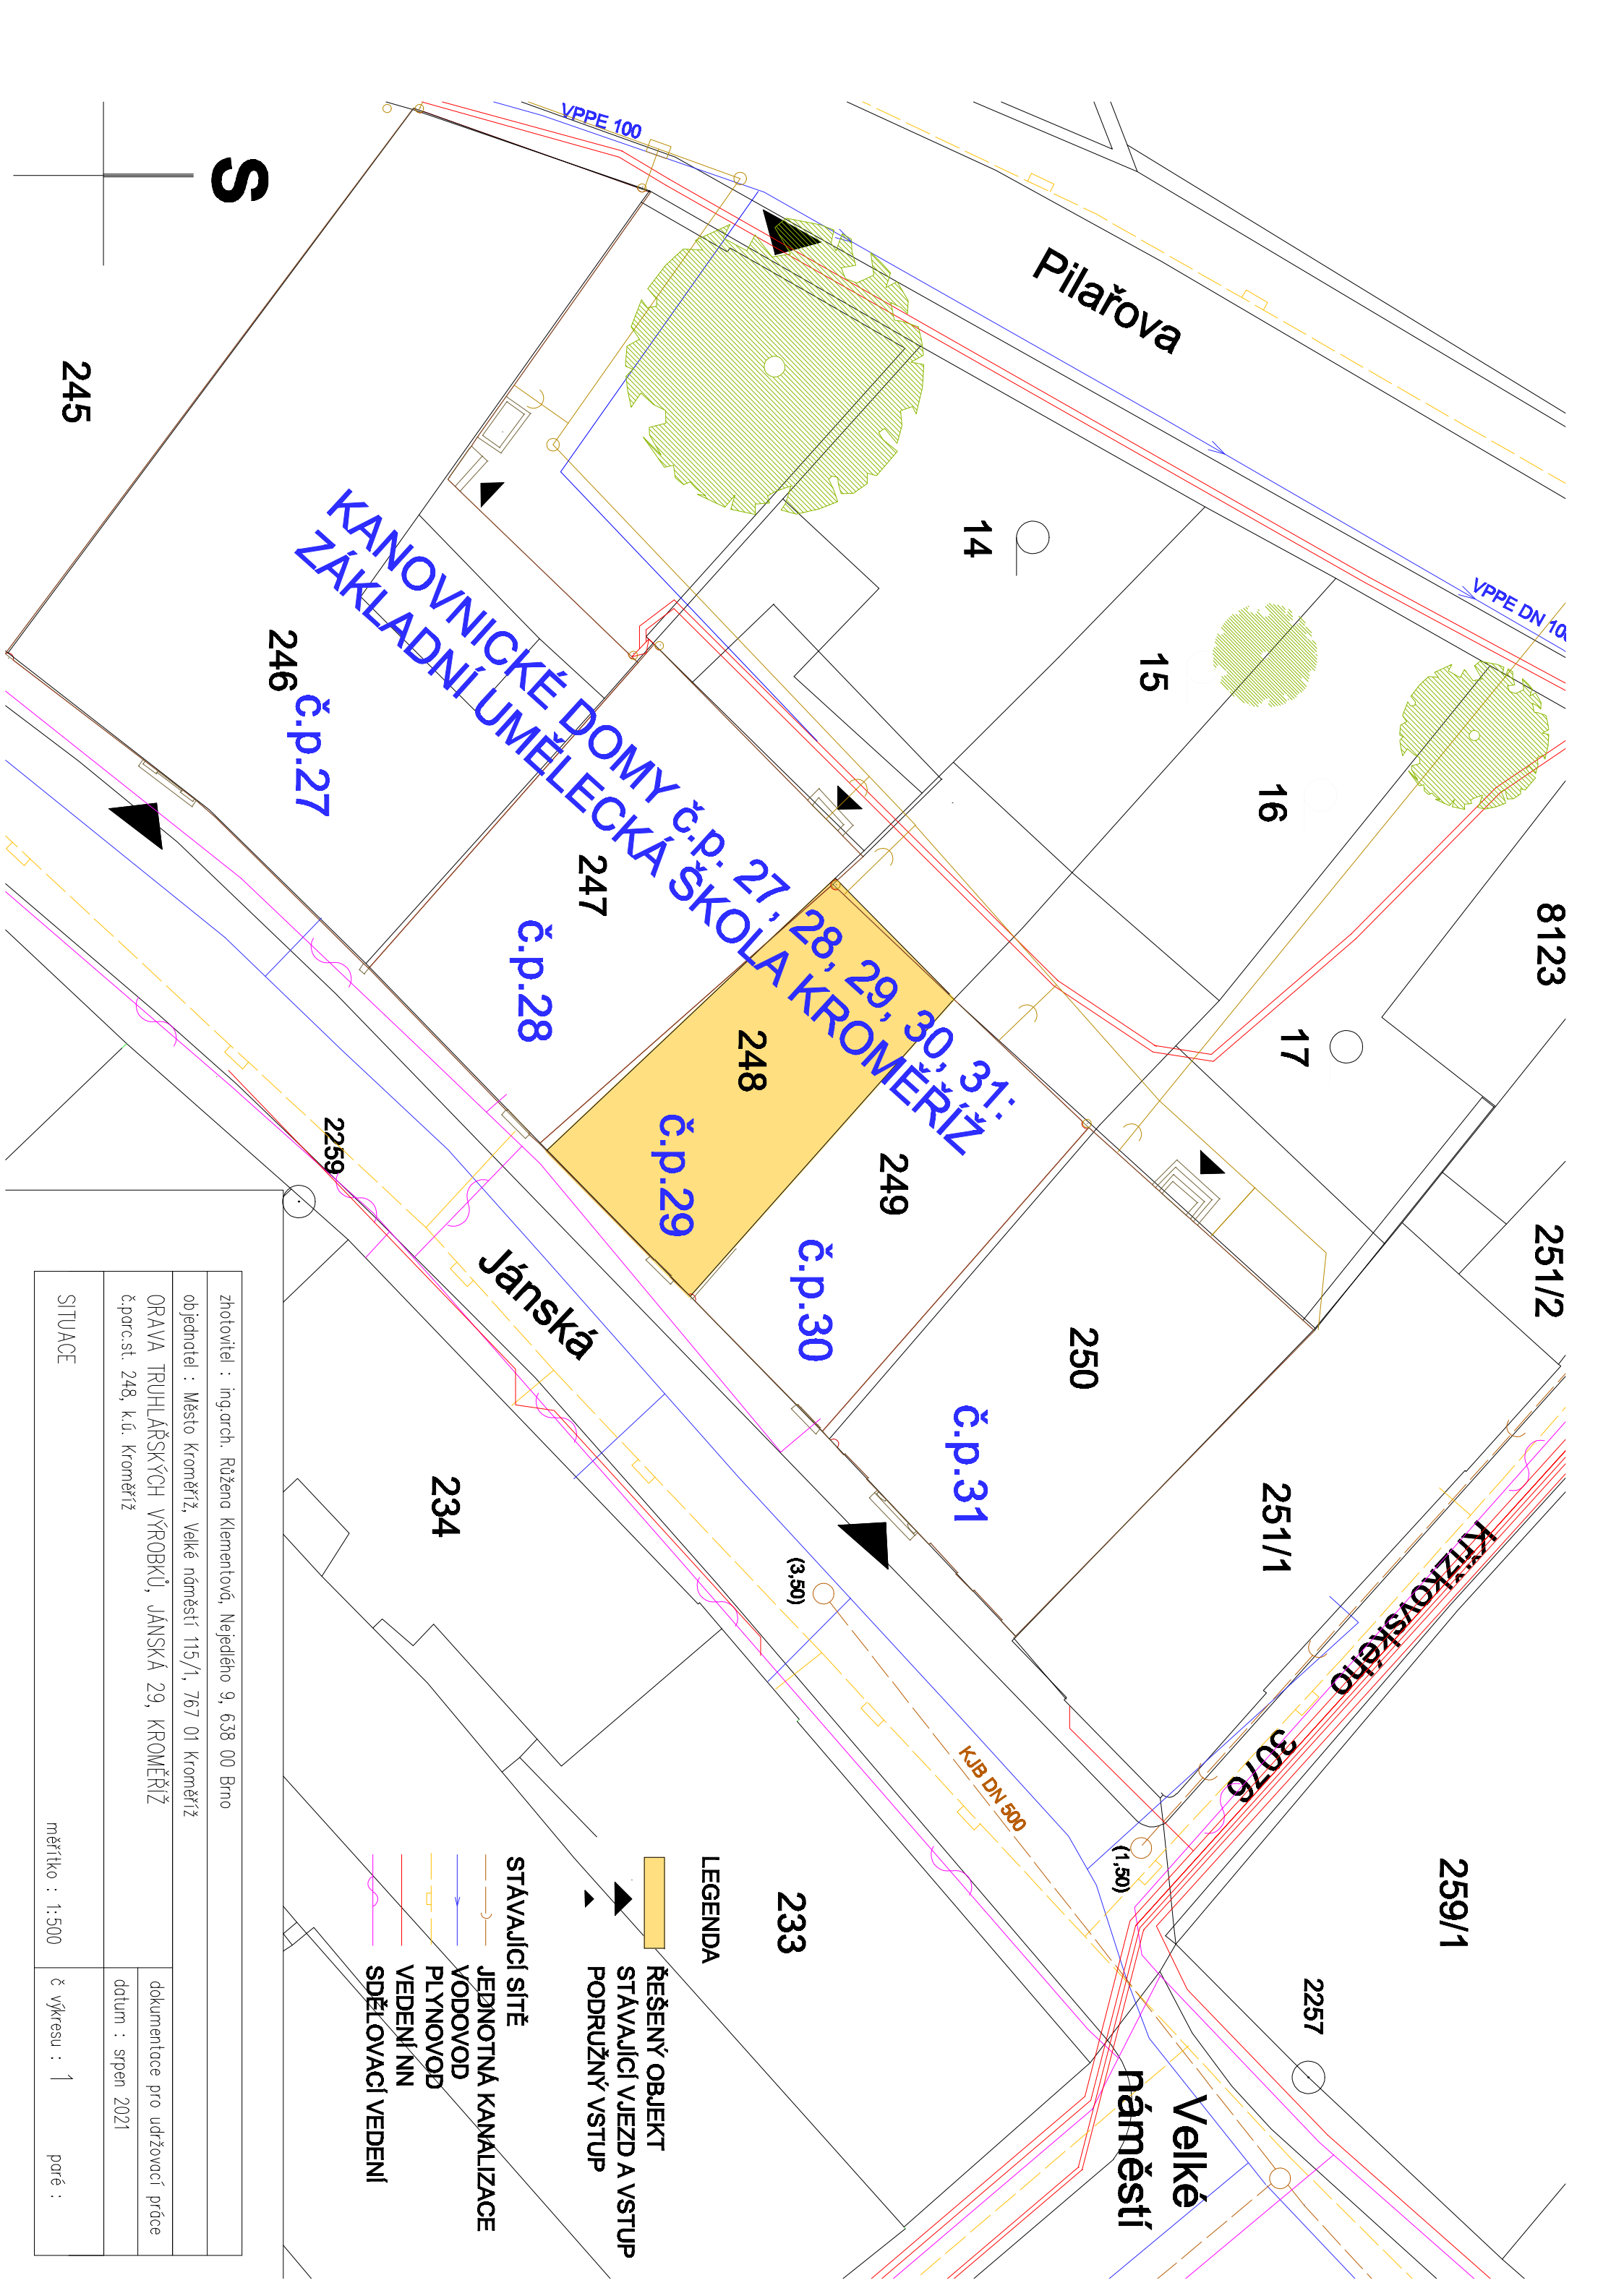 S
VPPE 100
Pilařova
VPPE DN 100
14
15
16
17
8123
251/2
245
246
č.p.27
247
č.p.28
248
č.p.29
249
č.p.30
250
č.p.31
251/1
KANOVNICKÉ DOMY č.p. 27, 28, 29, 30, 31:
ZÁKLADNÍ UMĚLECKÁ ŠKOLA KROMĚŘÍŽ
Křížkovského
3076
259/1
2259
Jánská
234
(3,50)
KJB DN 500
(1,50)
233
2257
Velké
náměstí
LEGENDA
ŘEŠENÝ OBJEKT
STÁVAJÍCÍ VJEZD A VSTUP
PODRUŽNÝ VSTUP
STÁVAJÍCÍ SÍTĚ
JEDNOTNÁ KANALIZACE
VODOVOD
PLYNOVOD
VEDENÍ NN
SDĚLOVACÍ VEDENÍ
zhotovitel : ing.arch. Růžena Klementová, Nejedlého 9, 638 00 Brno
objednatel : Město Kroměříž, Velké náměstí 115/1, 767 01 Kroměříž
dokumentace pro udržovací práce
ORAVA TRUHLÁŘSKÝCH VÝROBKŮ, JÁNSKÁ 29, KROMĚŘÍŽ
č.parc.st. 248, k.ú. Kroměříž
datum : srpen 2021
SITUACE
měřítko : 1:500
č výkresu : 1
paré :